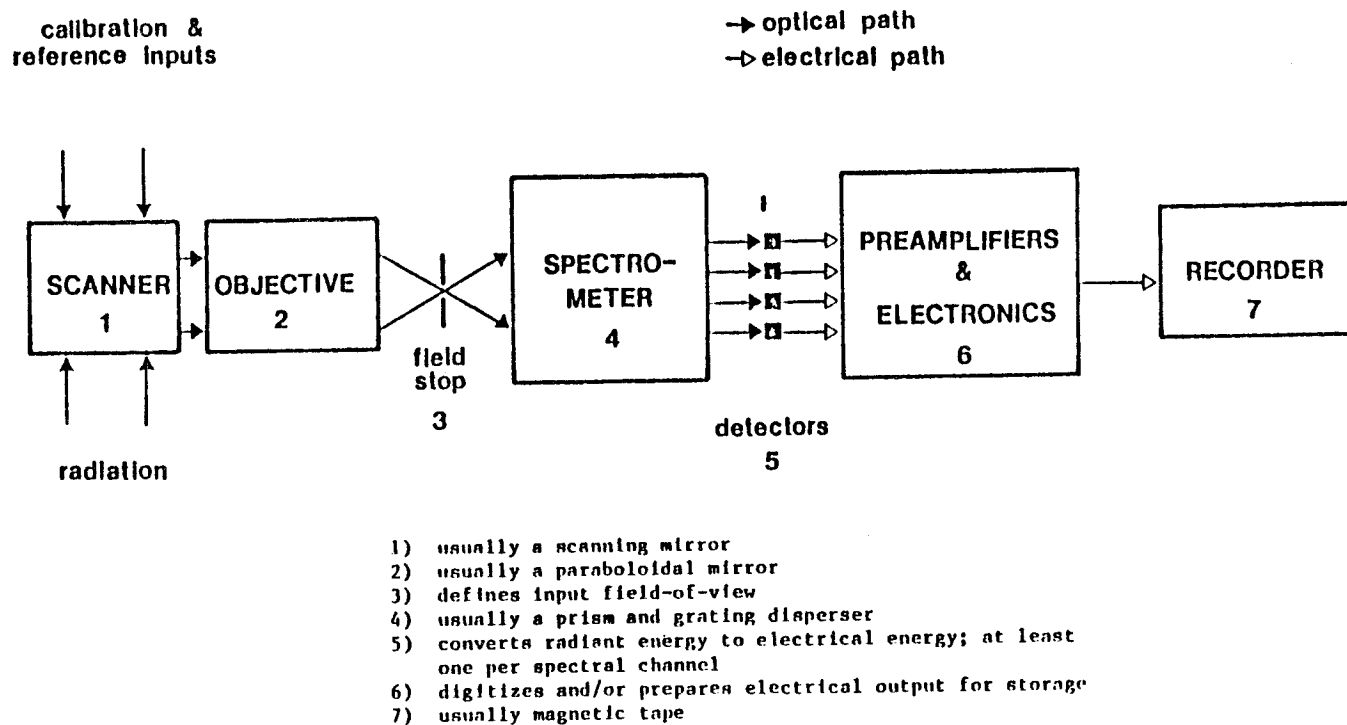 calibration &
reference inputs
optical path
electrical path
SCANNER
1
OBJECTIVE
2
field
stop
3
SPECTRO-
METER
4
detectors
5
PREAMPLIFIERS
&
ELECTRONICS
6
RECORDER
7
radiation
1) usually a scanning mirror
2) usually a paraboloidal mirror
3) defines input field-of-view
4) usually a prism and grating disperser
5) converts radiant energy to electrical energy; at least
one per spectral channel
6) digitizes and/or prepares electrical output for storage
7) usually magnetic tape